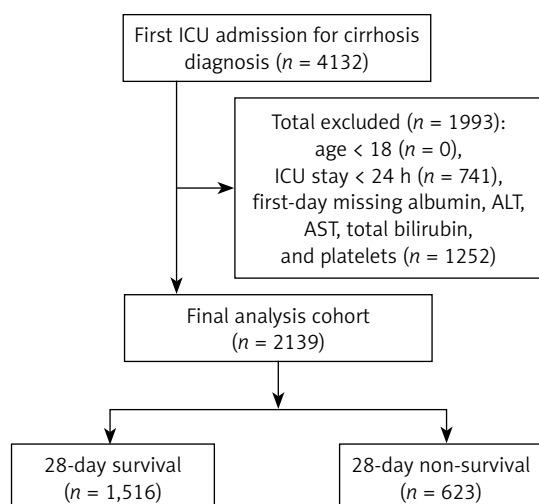 First ICU admission for cirrhosis
diagnosis (n = 4132)
Total excluded (n = 1993):
age < 18 (n = 0),
ICU stay < 24 h (n = 741),
first-day missing albumin, ALT,
AST, total bilirubin,
and platelets (n = 1252)
Final analysis cohort
(n = 2139)
28-day survival
(n = 1,516)
28-day non-survival
(n = 623)